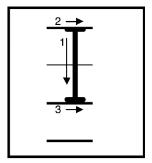 2 →
1 ↓ I
3 →